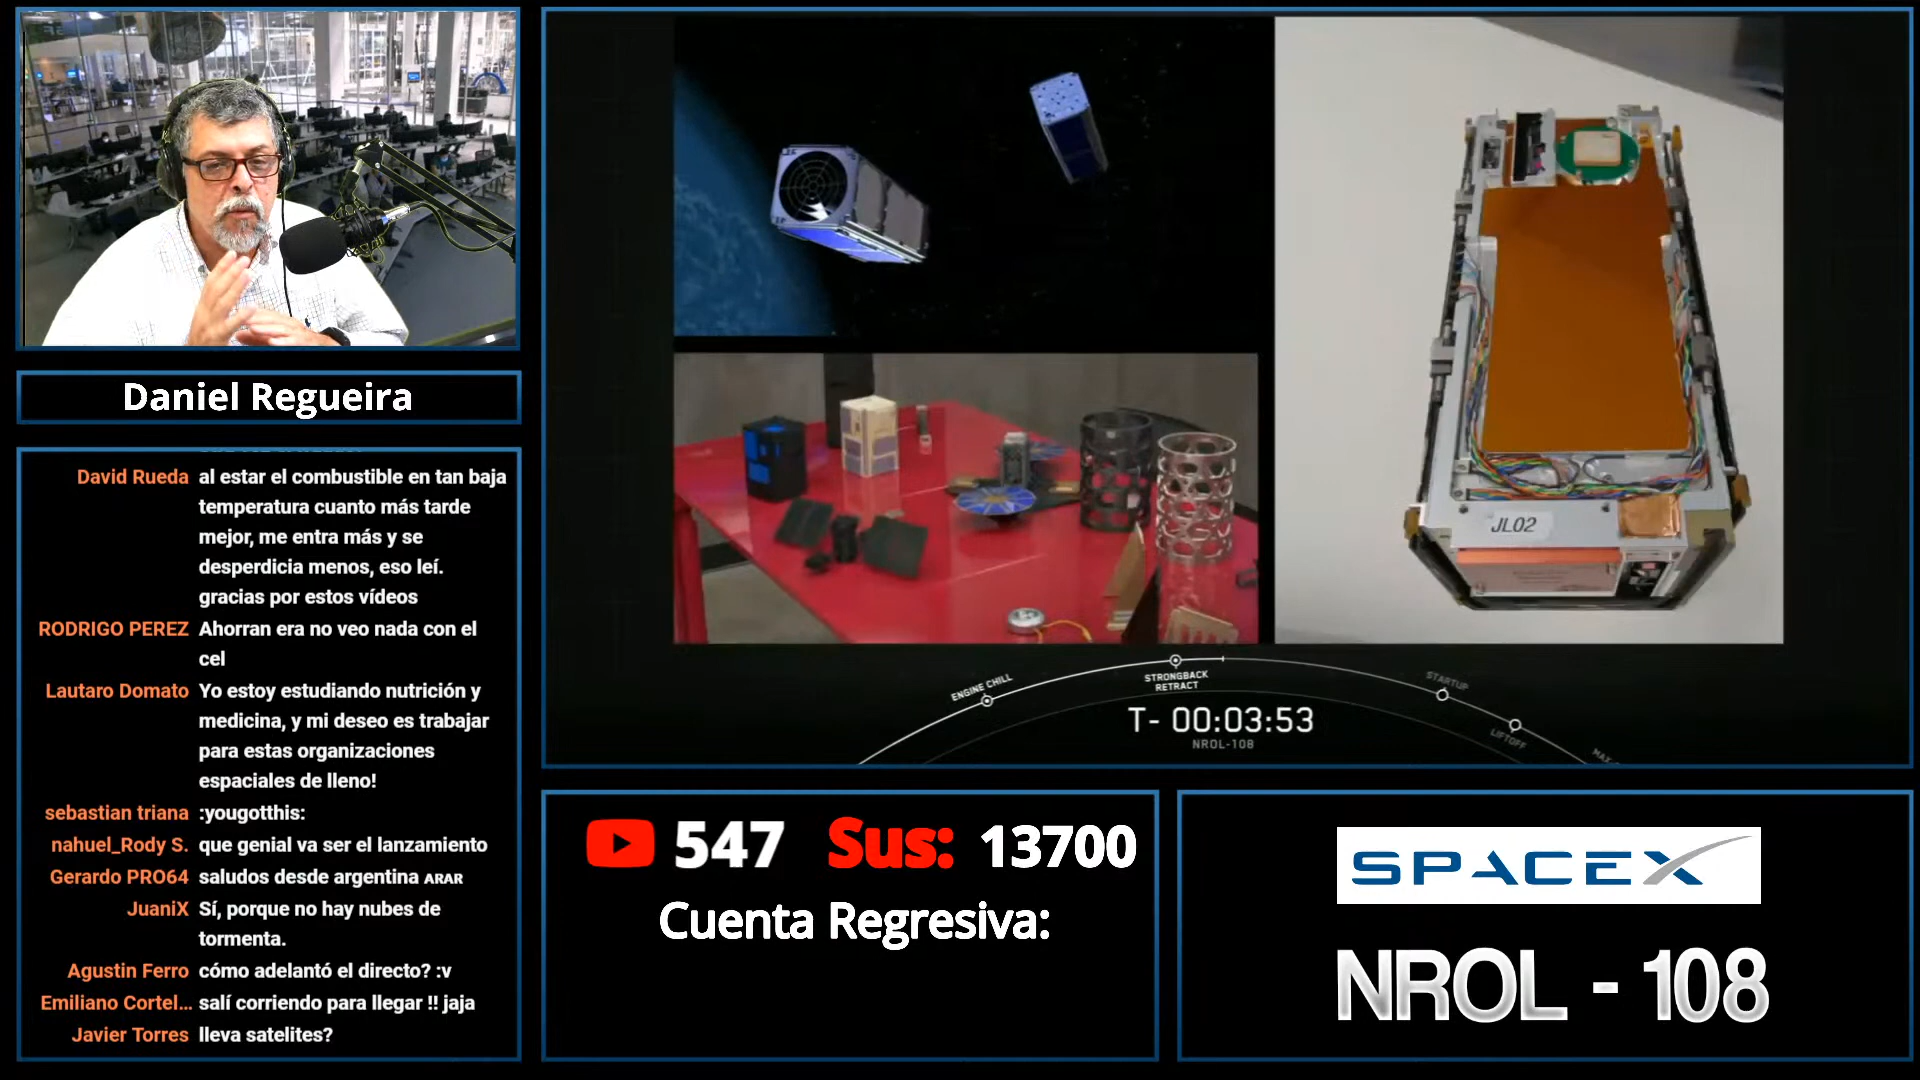 Daniel Regueira
David Rueda al estar el combustible en tan baja
temperatura cuanto más tarde
mejor, me entra más y se
desperdicia menos, eso leí.
gracias por estos vídeos
RODRIGO PEREZ Ahorran era no veo nada con el
cel
Lautaro Domato Yo estoy estudiando nutrición y
medicina, y mi deseo es trabajar
para estas organizaciones
espaciales de lleno!
sebastian triana :yougotthis:
nahuel_Rody S. que genial va ser el lanzamiento
Gerardo PRO64 saludos desde argentina ARAR
JuaniX Sí, porque no hay nubes de
tormenta.
Agustin Ferro cómo adelantó el directo? :v
Emiliano Cortel... salí corriendo para llegar !! jaja
Javier Torres lleva satelites?
JL02
ENGINE CHILL
STRONGBACK
RETRACT
STARTUP
LIFTOFF
T- 00:03:53
NROL-108
547 Sus: 13700
Cuenta Regresiva:
SPACEX
NROL - 108